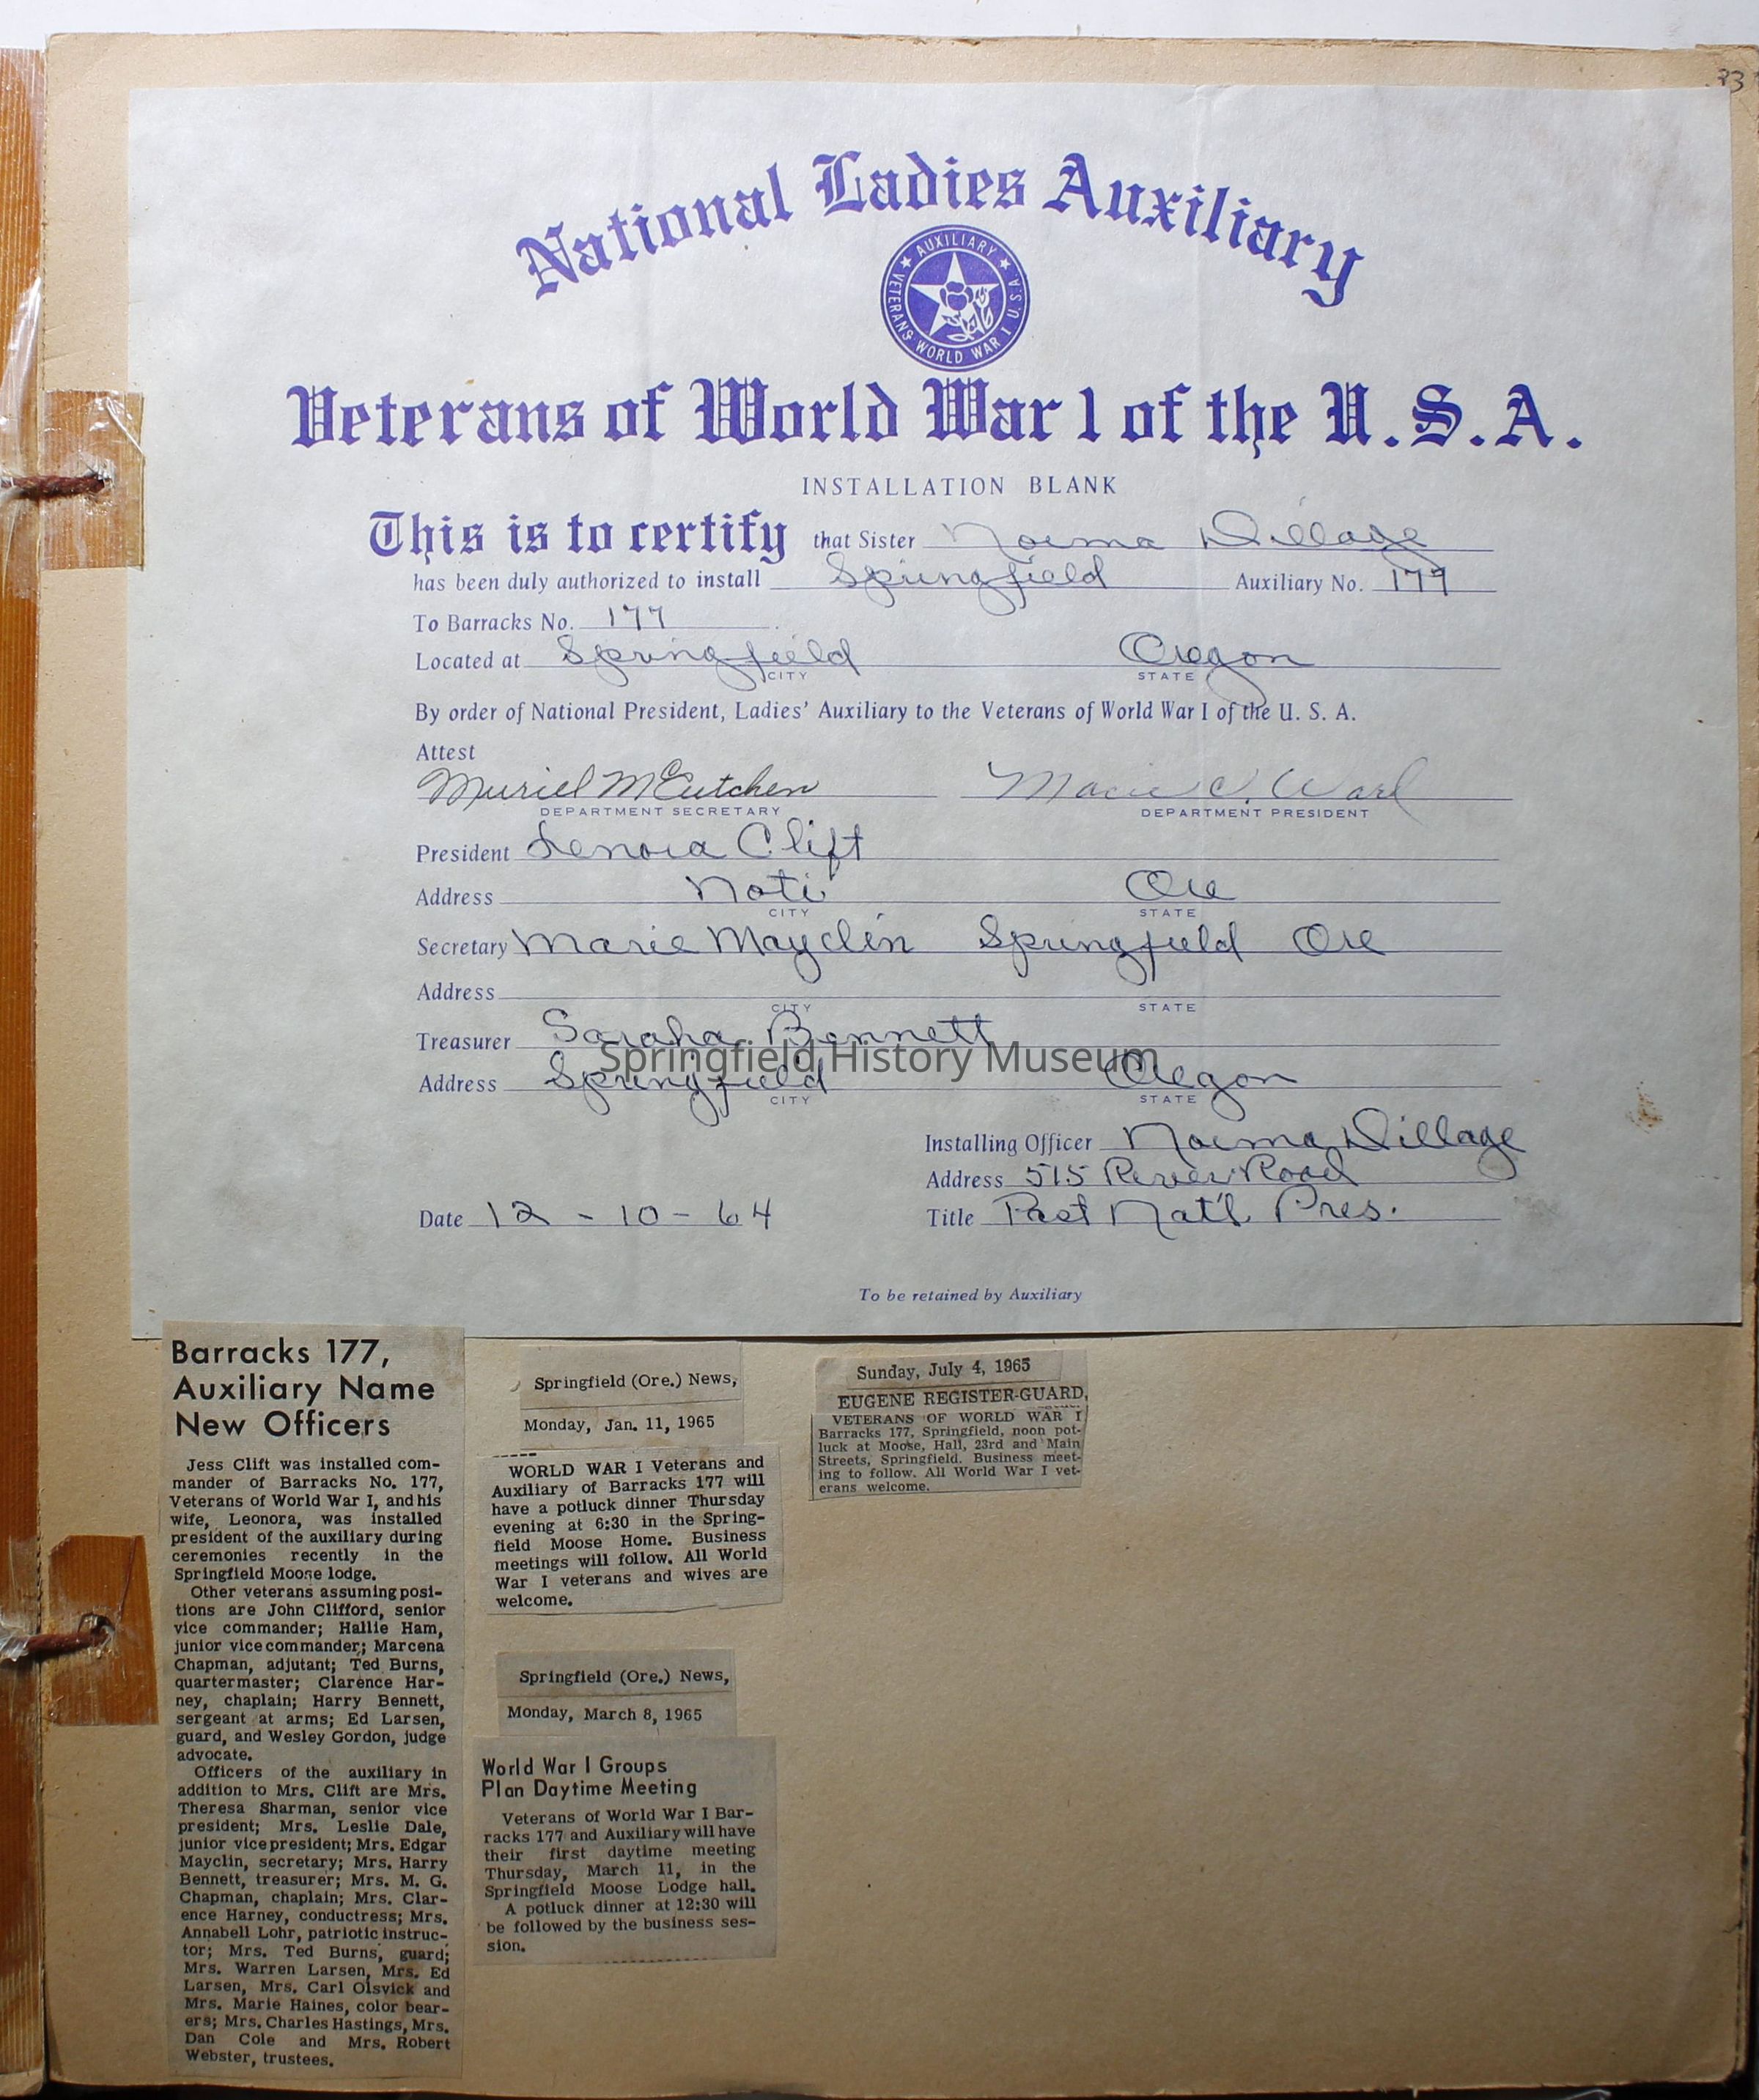 33
National Ladies Auxiliary
AUXILIARY VETERANS WORLD WAR I U.S.A.
Veterans of World War 1 of the U.S.A.
INSTALLATION BLANK
This is to certify that Sister Norma Dillage
has been duly authorized to install Springfield Auxiliary No. 177
To Barracks No. 177
Located at Springfield Oregon
CITY STATE
By order of National President, Ladies' Auxiliary to the Veterans of World War I of the U. S. A.
Attest
Muriel McCutchen Marie C. Ward
DEPARTMENT SECRETARY DEPARTMENT PRESIDENT
President Lenora Clift
Address Noti Ore
CITY STATE
Secretary Marie Mayclin Springfield Ore
Address
CITY STATE
Treasurer Saraha Bennett
Springfield History Museum
Address Springfield Oregon
CITY STATE
Installing Officer Norma Dillage
Address 515 River Road
Date 12 - 10 - 64 Title Past Nat'l Pres.
To be retained by Auxiliary
Barracks 177,
Auxiliary Name
New Officers
Jess Clift was installed com-
mander of Barracks No. 177,
Veterans of World War I, and his
wife, Leonora, was installed
president of the auxiliary during
ceremonies recently in the
Springfield Moose lodge.
Other veterans assuming posi-
tions are John Clifford, senior
vice commander; Hallie Ham,
junior vice commander; Marcena
Chapman, adjutant; Ted Burns,
quartermaster; Clarence Har-
ney, chaplain; Harry Bennett,
sergeant at arms; Ed Larsen,
guard, and Wesley Gordon, judge
advocate.
Officers of the auxiliary in
addition to Mrs. Clift are Mrs.
Theresa Sharman, senior vice
president; Mrs. Leslie Dale,
junior vice president; Mrs. Edgar
Mayclin, secretary; Mrs. Harry
Bennett, treasurer; Mrs. M. G.
Chapman, chaplain; Mrs. Clar-
ence Harney, conductress; Mrs.
Annabell Lohr, patriotic instruc-
tor; Mrs. Ted Burns, guard;
Mrs. Warren Larsen, Mrs. Ed
Larsen, Mrs. Carl Olsvick and
Mrs. Marie Haines, color bear-
ers; Mrs. Charles Hastings, Mrs.
Dan Cole and Mrs. Robert
Webster, trustees.
Springfield (Ore.) News,
Monday, Jan. 11, 1965
WORLD WAR I Veterans and
Auxiliary of Barracks 177 will
have a potluck dinner Thursday
evening at 6:30 in the Spring-
field Moose Home. Business
meetings will follow. All World
War I veterans and wives are
welcome.
Springfield (Ore.) News,
Monday, March 8, 1965
World War I Groups
Plan Daytime Meeting
Veterans of World War I Bar-
racks 177 and Auxiliary will have
their first daytime meeting
Thursday, March 11, in the
Springfield Moose Lodge hall.
A potluck dinner at 12:30 will
be followed by the business ses-
sion.
Sunday, July 4, 1965
EUGENE REGISTER-GUARD,
VETERANS OF WORLD WAR I
Barracks 177, Springfield, noon pot-
luck at Moose, Hall, 23rd and Main
Streets, Springfield. Business meet-
ing to follow. All World War I vet-
erans welcome.